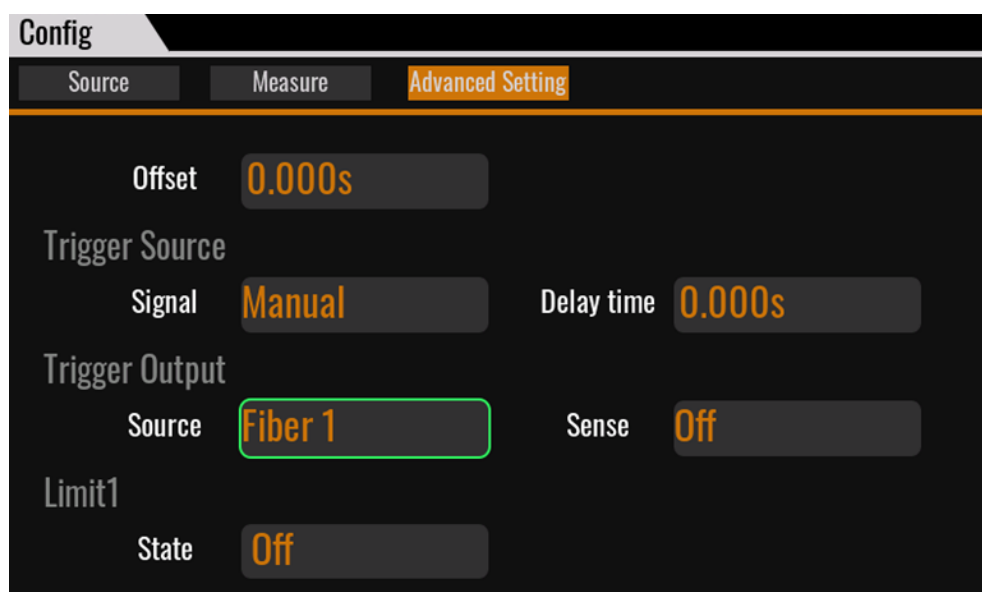 Config
Source Measure Advanced Setting
Offset 0.000s
Trigger Source
Signal Manual Delay time 0.000s
Trigger Output
Source Fiber 1 Sense Off
Limit1
State Off